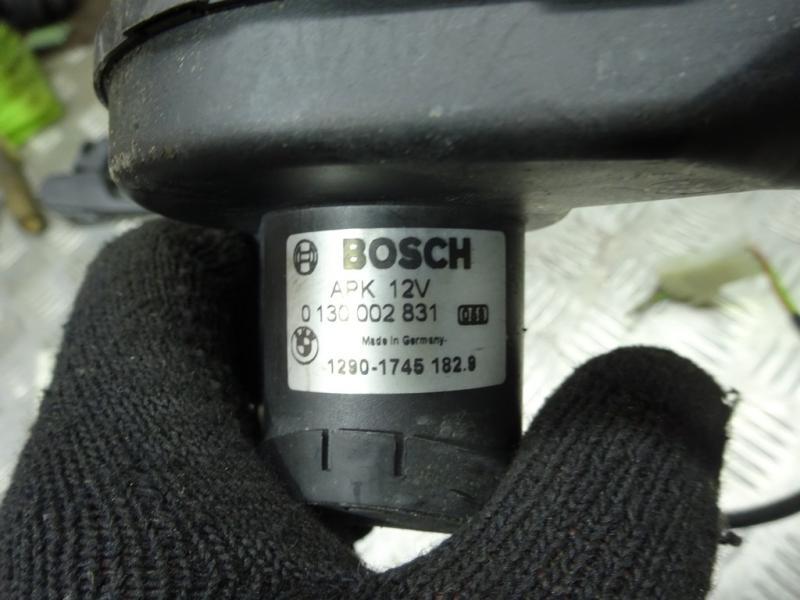 BOSCH
APK 12V
0 130 002 831
Made in Germany
1290-1745 182.9